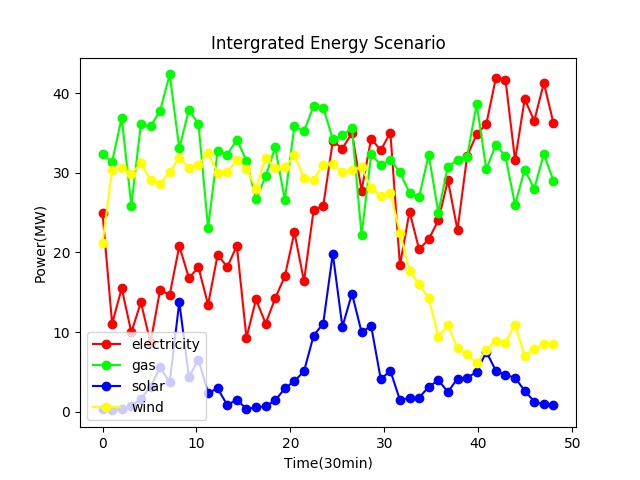 Intergrated Energy Scenario
Power(MW)
40
30
20
10
0
electricity
gas
solar
wind
0 10 20 30 40 50
Time(30min)